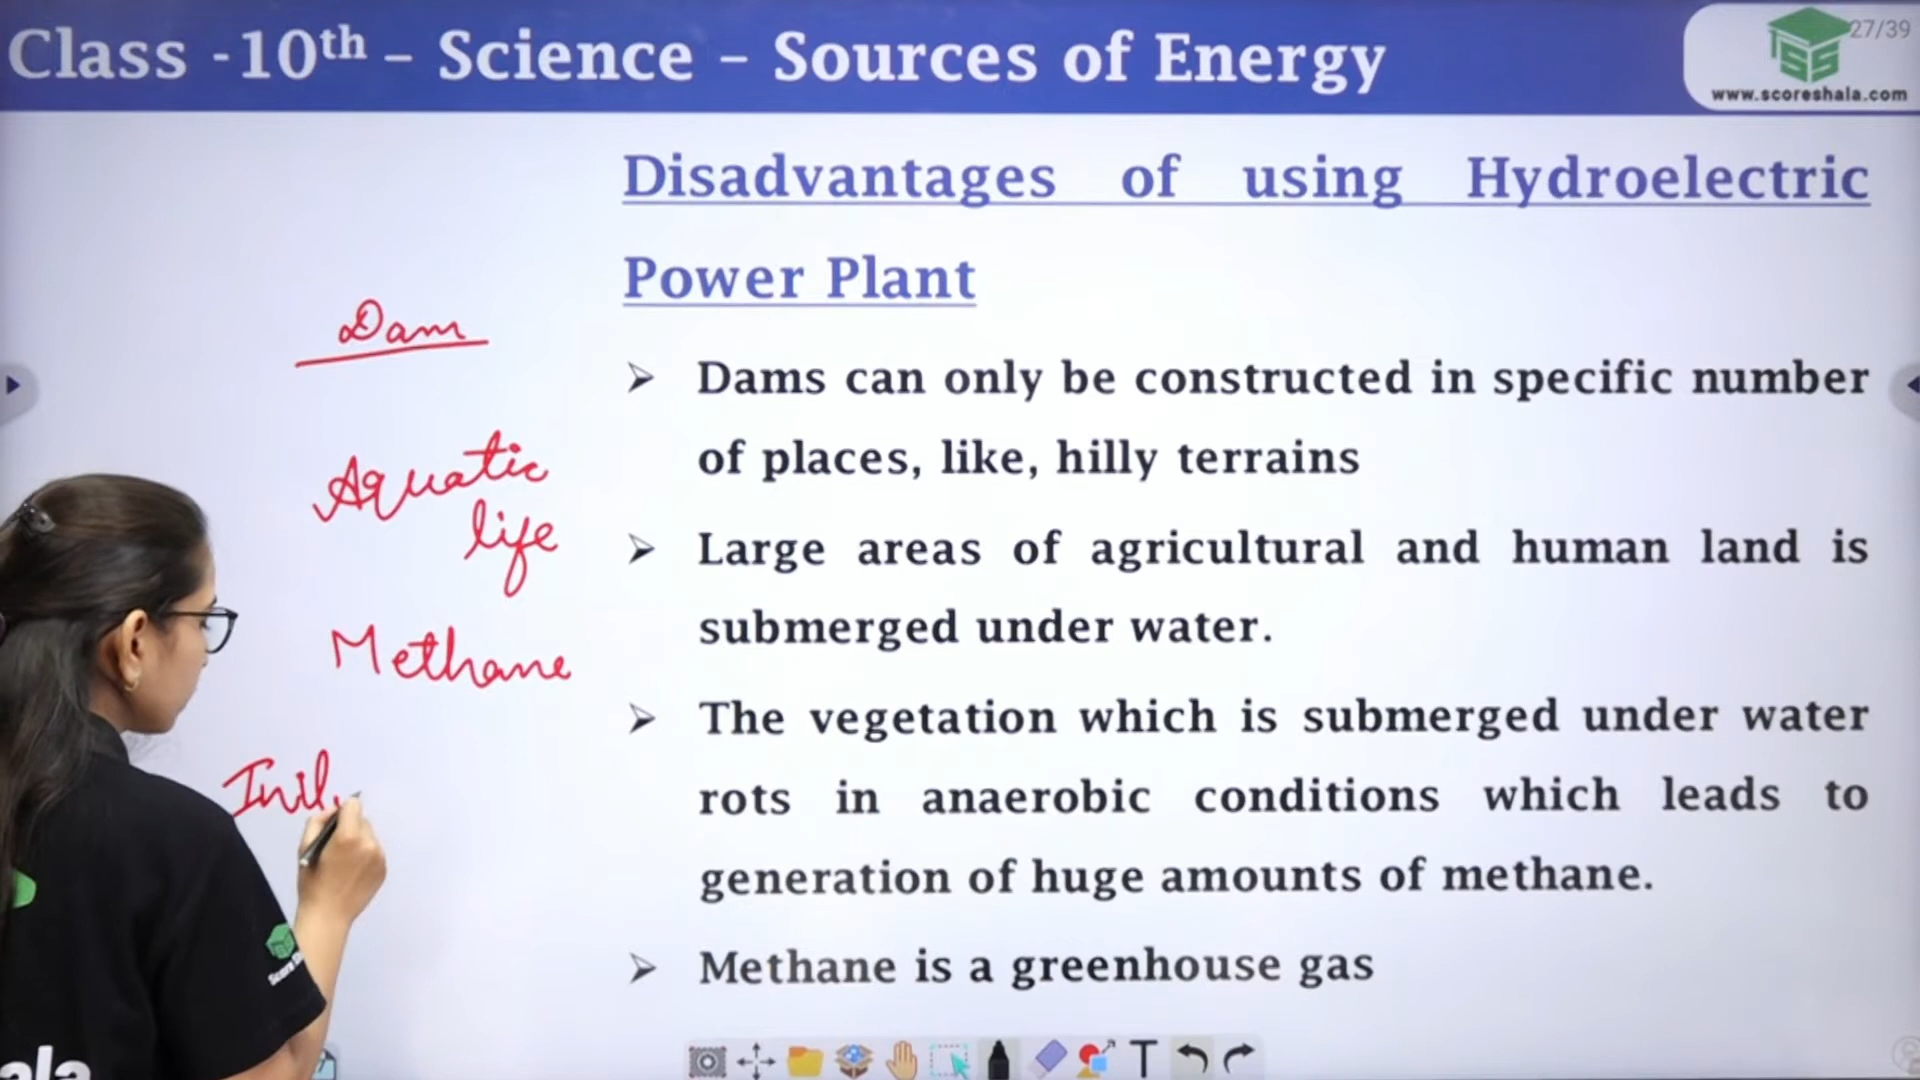 Class -10th – Science – Sources of Energy
27/39
www.scoreshala.com
Disadvantages of using Hydroelectric
Power Plant
Dam
➢ Dams can only be constructed in specific number
of places, like, hilly terrains
Aquatic
life
➢ Large areas of agricultural and human land is
submerged under water.
Methane
➢ The vegetation which is submerged under water
rots in anaerobic conditions which leads to
generation of huge amounts of methane.
➢ Methane is a greenhouse gas
T
ala